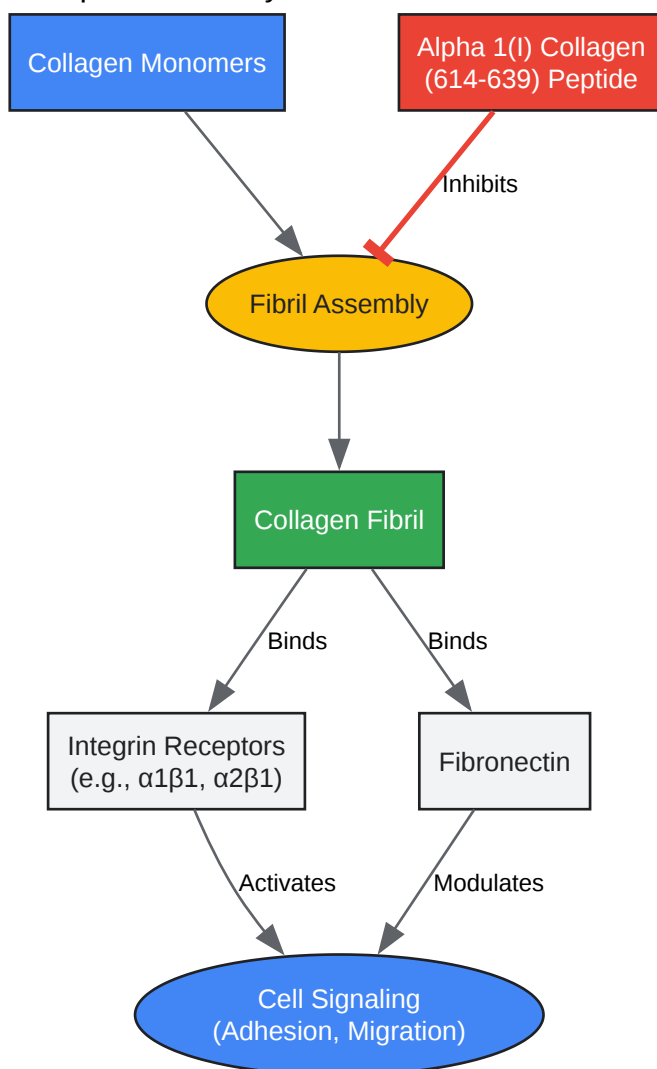 Collagen Monomers
Alpha 1(I) Collagen
(614-639) Peptide
Inhibits
Fibril Assembly
Collagen Fibril
Binds
Binds
Integrin Receptors
(e.g., α1β1, α2β1)
Fibronectin
Activates
Modulates
Cell Signaling
(Adhesion, Migration)